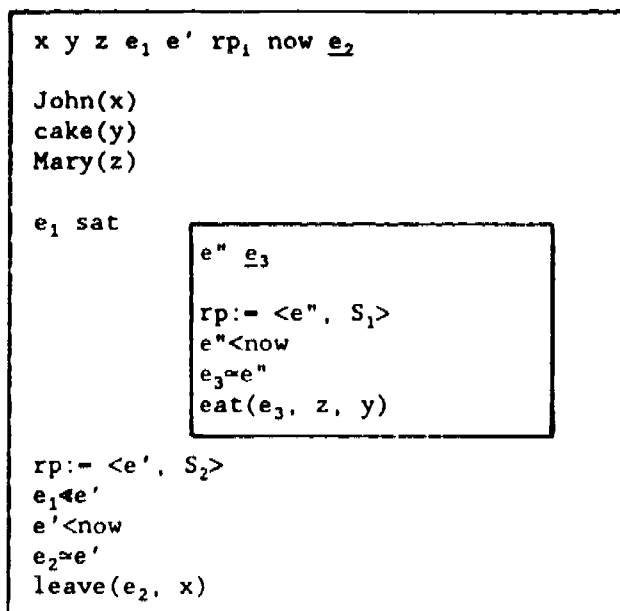 x y z e₁ e' rpᵢ now e₂
John(x)
cake(y)
Mary(z)
e₁ sat
e" e₃
rp:= <e", S₁>
e"<now
e₃≃e"
eat(e₃, z, y)
rp:= <e', S₂>
e₁⋖e'
e'<now
e₂≃e'
leave(e₂, x)